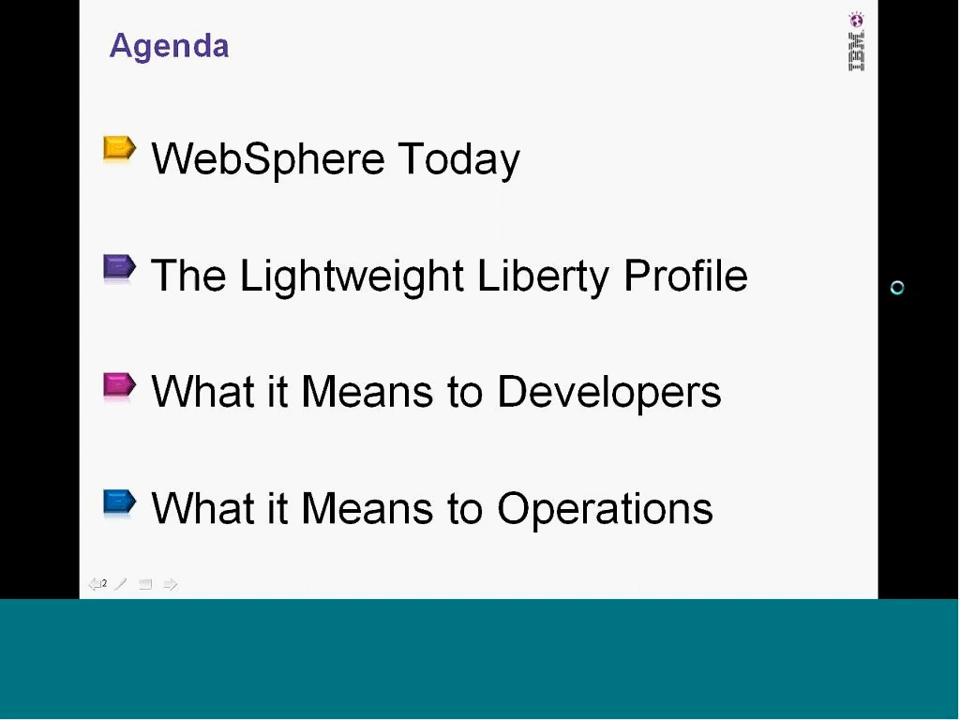 Agenda
IBM
WebSphere Today
The Lightweight Liberty Profile
What it Means to Developers
What it Means to Operations
2